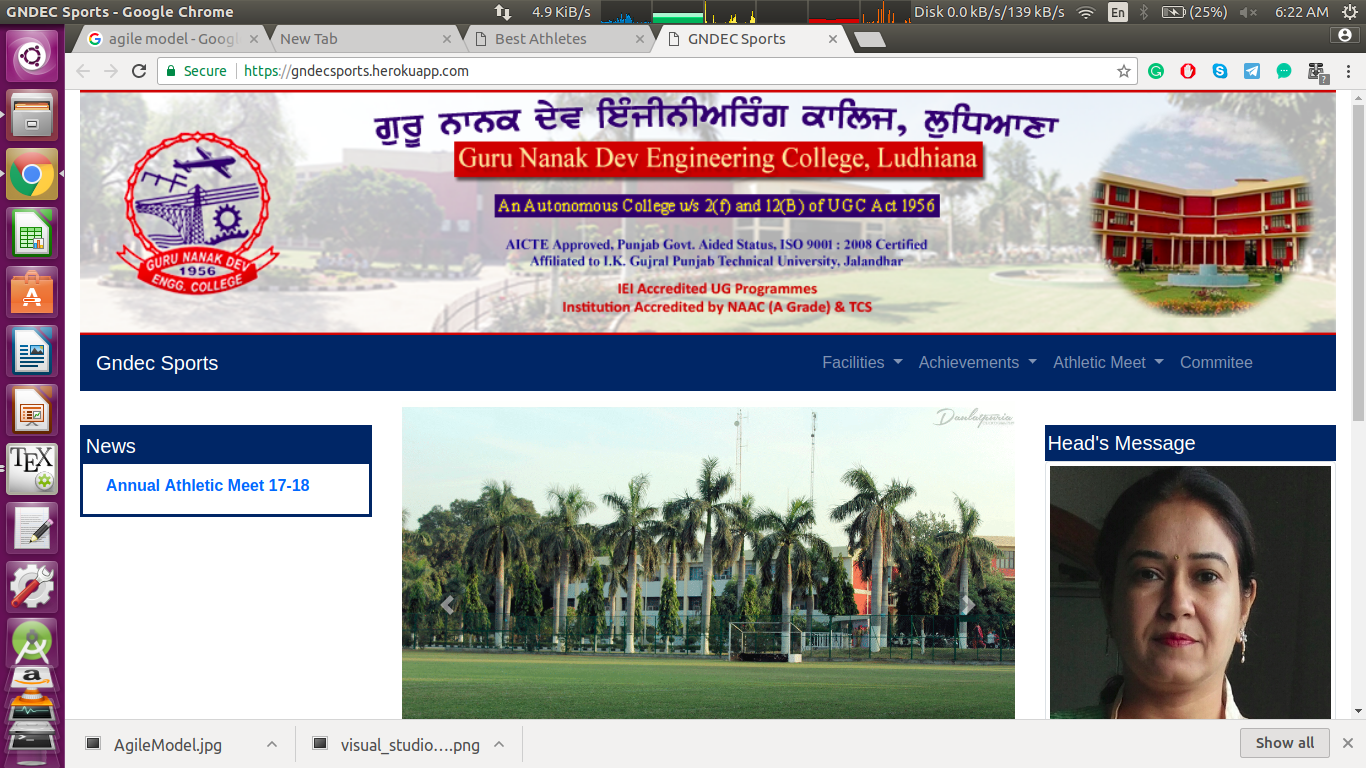 GNDEC Sports - Google Chrome
4.9 KiB/s
Disk 0.0 kB/s/139 kB/s
En
(25%)
6:22 AM
agile model - Googl
New Tab
Best Athletes
GNDEC Sports
Secure
https://gndecsports.herokuapp.com
ਗੁਰੂ ਨਾਨਕ ਦੇਵ ਇੰਜੀਨੀਅਰਿੰਗ ਕਾਲਿਜ, ਲੁਧਿਆਣਾ
Guru Nanak Dev Engineering College, Ludhiana
An Autonomous College u/s 2(f) and 12(B) of UGC Act 1956
AICTE Approved, Punjab Govt. Aided Status, ISO 9001 : 2008 Certified
Affiliated to I.K. Gujral Punjab Technical University, Jalandhar
IEI Accredited UG Programmes
Institution Accredited by NAAC (A Grade) & TCS
GURU NANAK DEV
1956
ENGG. COLLEGE
Gndec Sports
Facilities
Achievements
Athletic Meet
Commitee
News
Annual Athletic Meet 17-18
Head's Message
TEX
AgileModel.jpg
visual_studio....png
Show all